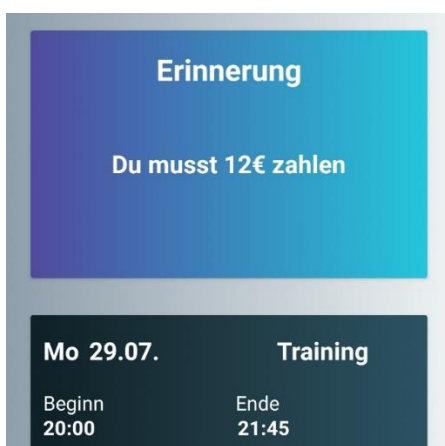 Erinnerung
Du musst 12€ zahlen
Mo 29.07. Training
Beginn Ende
20:00 21:45